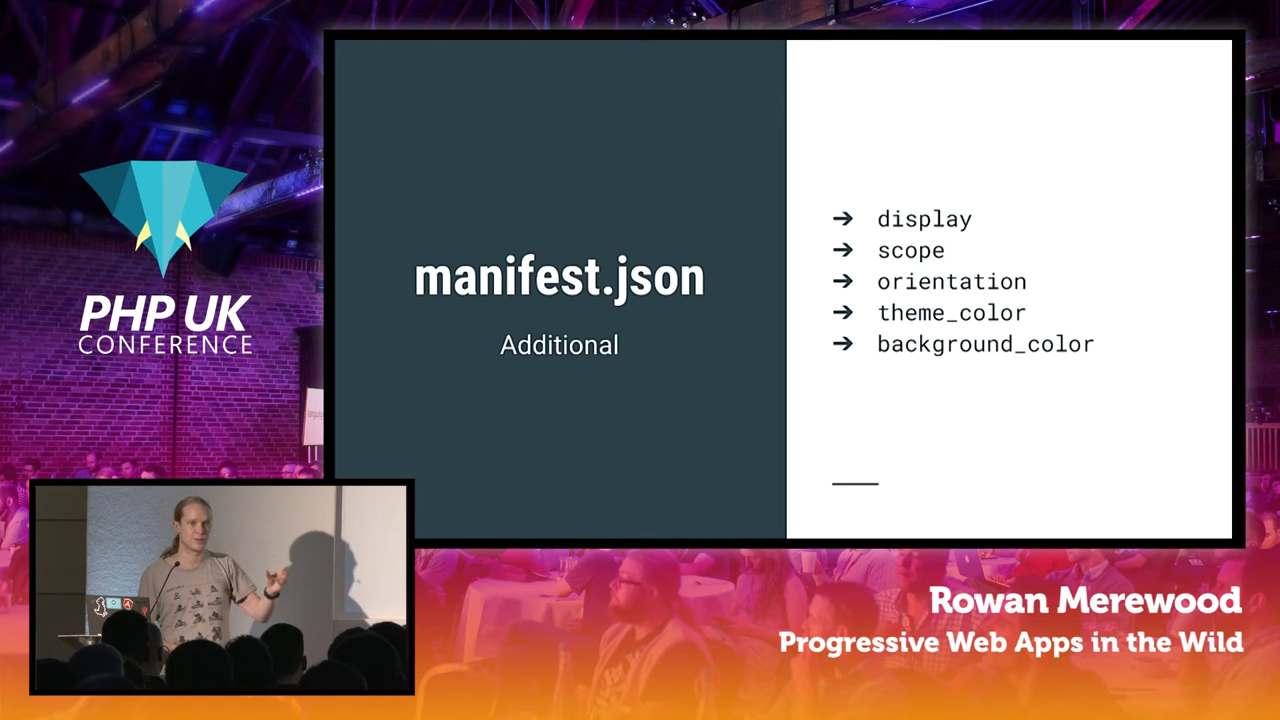 PHP UK
CONFERENCE
manifest.json
Additional
➔ display
➔ scope
➔ orientation
➔ theme_color
➔ background_color
Rowan Merewood
Progressive Web Apps in the Wild